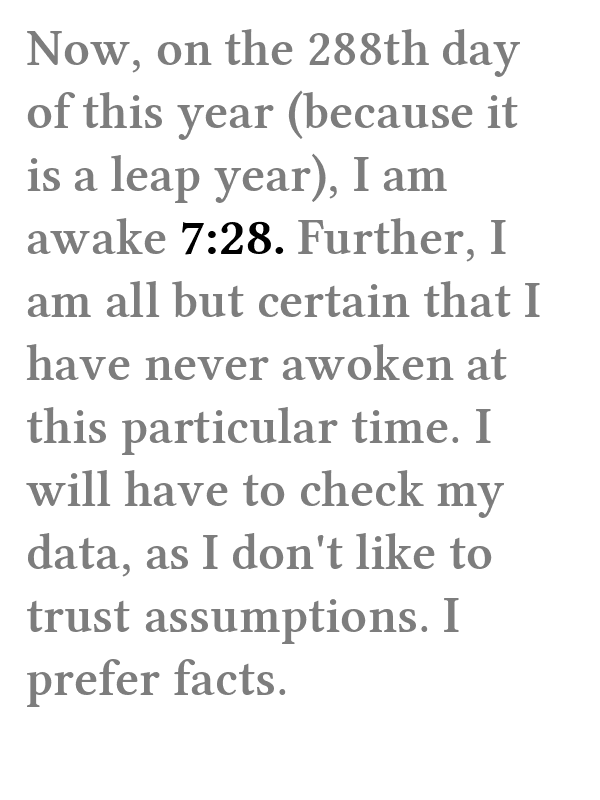 Now, on the 288th day
of this year (because it
is a leap year), I am
awake 7:28. Further, I
am all but certain that I
have never awoken at
this particular time. I
will have to check my
data, as I don't like to
trust assumptions. I
prefer facts.